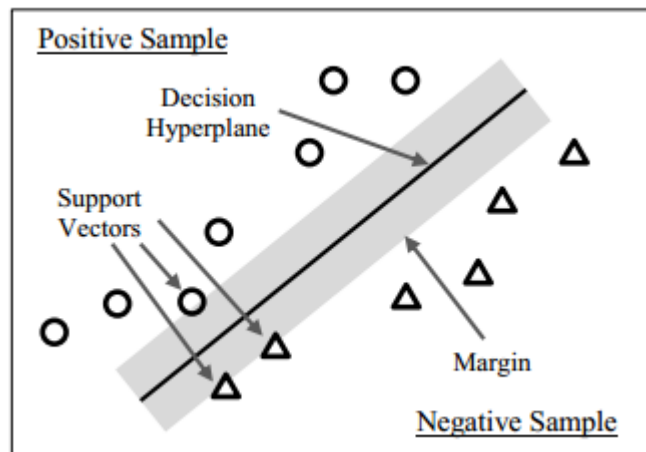 Positive Sample
Decision
Hyperplane
Support
Vectors
Margin
Negative Sample